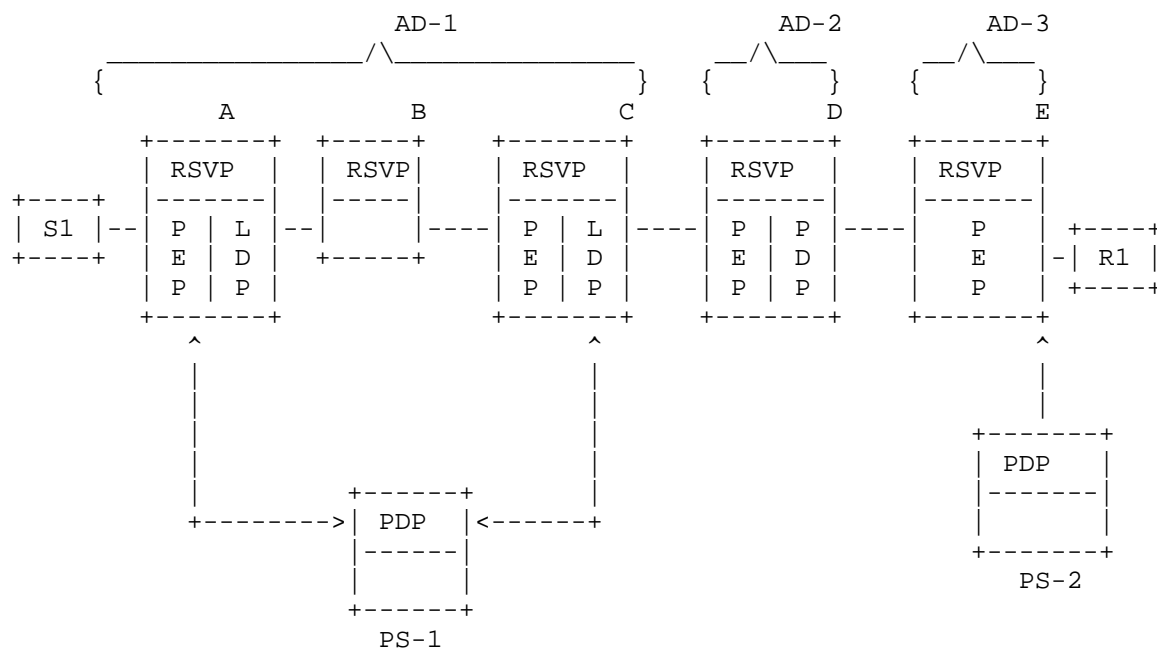 AD-1 AD-2 AD-3
A B C D E
RSVP RSVP RSVP RSVP RSVP
S1 P L P L P P P
E D E D E D E R1
P P P P P P P
PDP
PDP
PS-2
PS-1